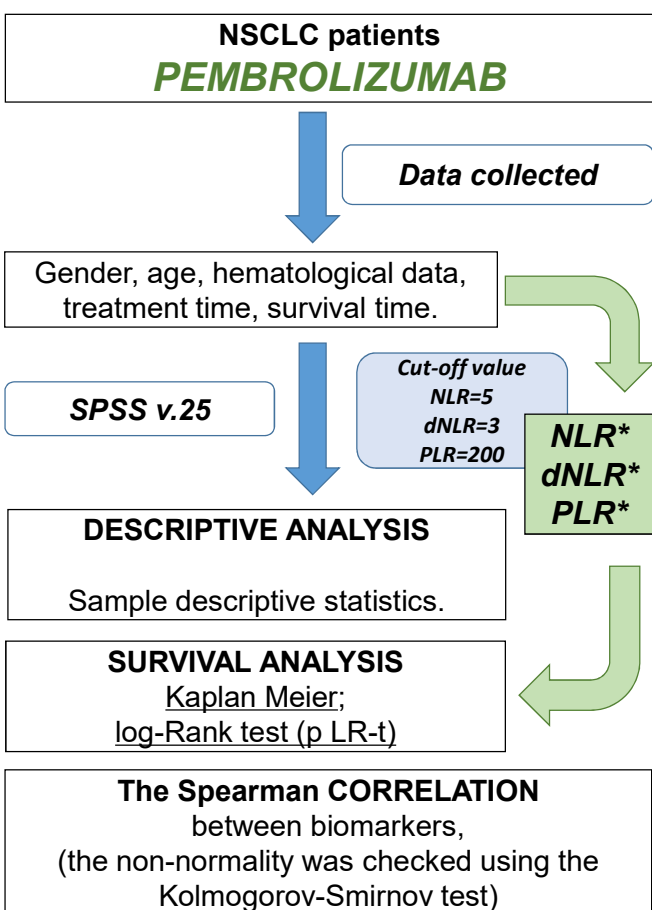 NSCLC patients
PEMBROLIZUMAB
Data collected
Gender, age, hematological data,
treatment time, survival time.
SPSS v.25
Cut-off value
NLR=5
dNLR=3
PLR=200
NLR*
dNLR*
PLR*
DESCRIPTIVE ANALYSIS
Sample descriptive statistics.
SURVIVAL ANALYSIS
Kaplan Meier;
log-Rank test (p LR-t)
The Spearman CORRELATION
between biomarkers,
(the non-normality was checked using the
Kolmogorov-Smirnov test)